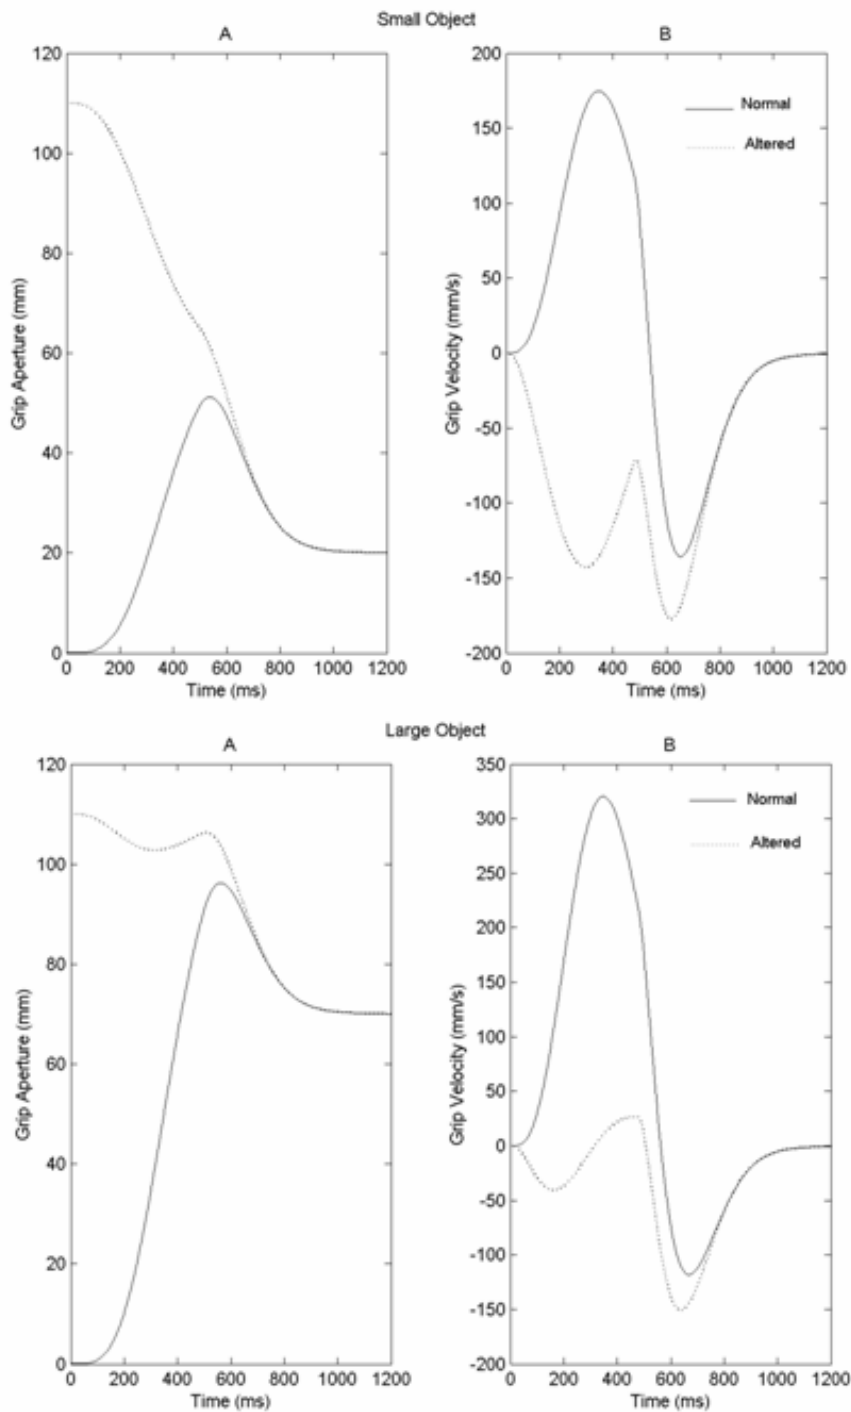 Small Object
A
B
120
100
80
60
40
20
0
Grip Aperture (mm)
0 200 400 600 800 1000 1200
Time (ms)
200
150
100
50
0
-50
-100
-150
-200
Grip Velocity (mm/s)
Normal
Altered
0 200 400 600 800 1000 1200
Time (ms)
Large Object
A
B
120
100
80
60
40
20
0
Grip Aperture (mm)
0 200 400 600 800 1000 1200
Time (ms)
350
300
250
200
150
100
50
0
-50
-100
-150
-200
Grip Velocity (mm/s)
Normal
Altered
0 200 400 600 800 1000 1200
Time (ms)